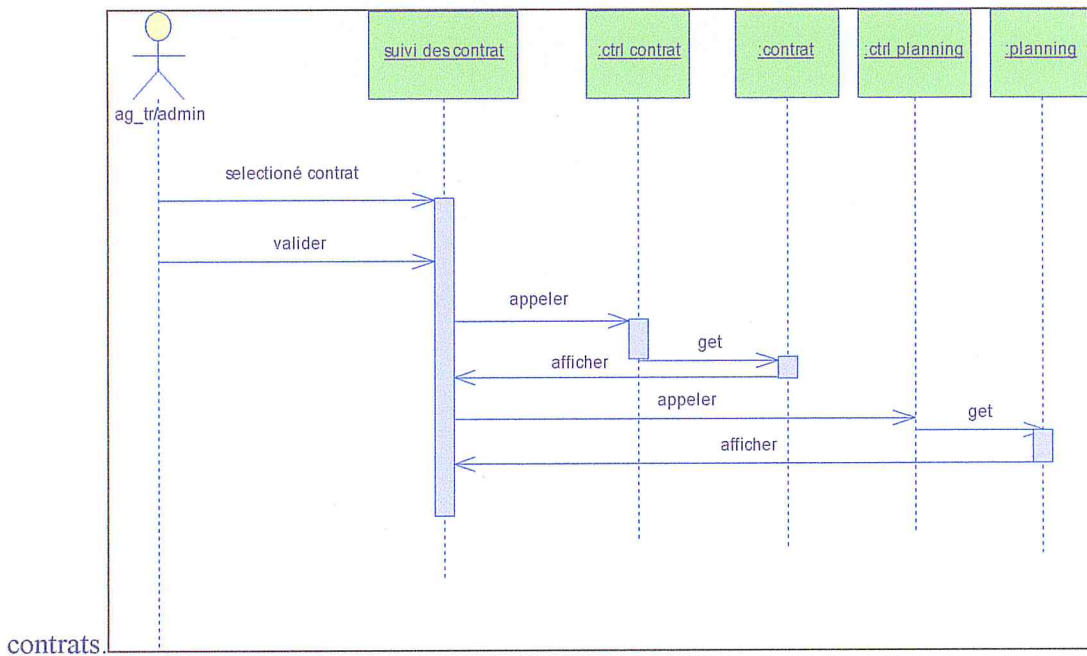 suivi des contrat
:ctrl contrat
:contrat
:ctrl planning
:planning
ag_tr/admin
selectioné contrat
valider
appeler
get
afficher
appeler
get
afficher
contrats.